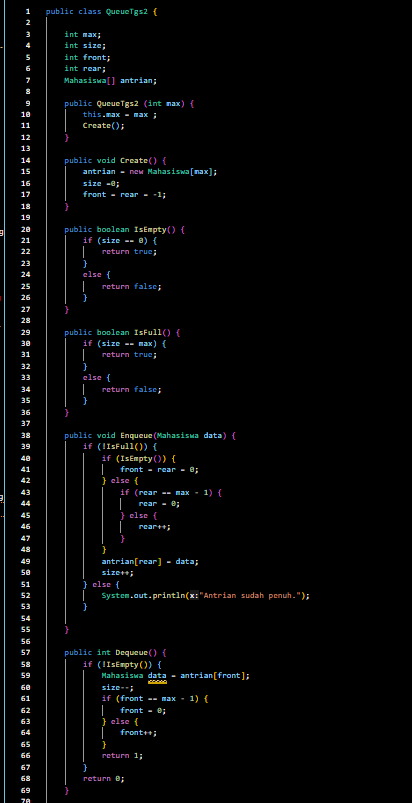 1 public class QueueTgs2 {
2
3 int max;
4 int size;
5 int front;
6 int rear;
7 Mahasiswa[] antrian;
8
9 public QueueTgs2 (int max) {
10 this.max = max ;
11 Create();
12 }
13
14 public void Create() {
15 antrian = new Mahasiswa[max];
16 size =0;
17 front = rear = -1;
18 }
19
20 public boolean IsEmpty() {
21 if (size == 0) {
22 return true;
23 }
24 else {
25 return false;
26 }
27 }
28
29 public boolean IsFull() {
30 if (size == max) {
31 return true;
32 }
33 else {
34 return false;
35 }
36 }
37
38 public void Enqueue(Mahasiswa data) {
39 if (!IsFull()) {
40 if (IsEmpty()) {
41 front = rear = 0;
42 } else {
43 if (rear == max - 1) {
44 rear = 0;
45 } else {
46 rear++;
47 }
48 }
49 antrian[rear] = data;
50 size++;
51 } else {
52 System.out.println(x:"Antrian sudah penuh.");
53 }
54
55 }
56
57 public int Dequeue() {
58 if (!IsEmpty()) {
59 Mahasiswa data = antrian[front];
60 size--;
61 if (front == max - 1) {
62 front = 0;
63 } else {
64 front++;
65 }
66 return 1;
67 }
68 return 0;
69 }
70